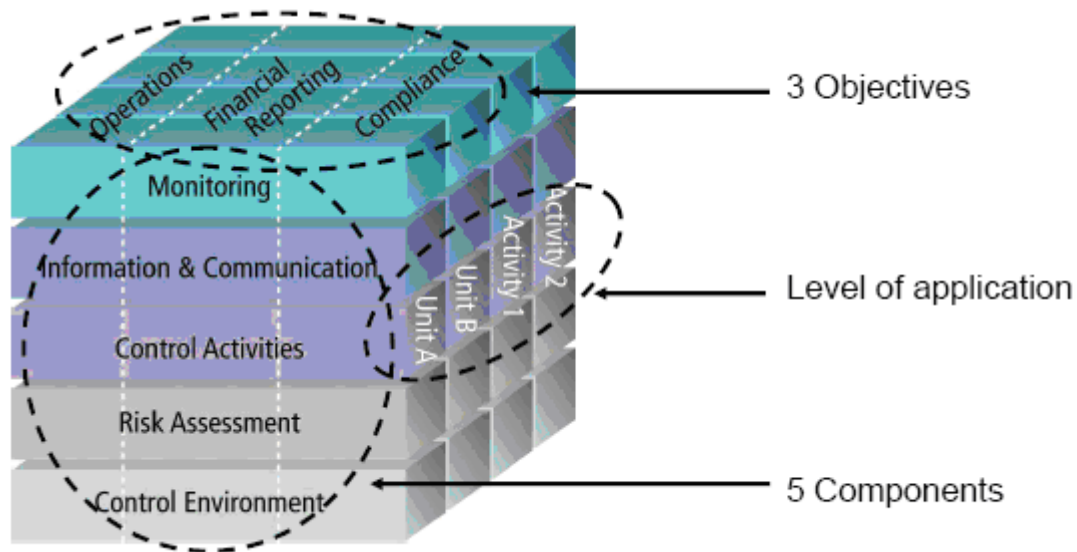 Operations
Financial
Reporting
Compliance
3 Objectives
Monitoring
Information & Communication
Control Activities
Risk Assessment
Control Environment
Unit A
Unit B
Activity 1
Activity 2
Level of application
5 Components